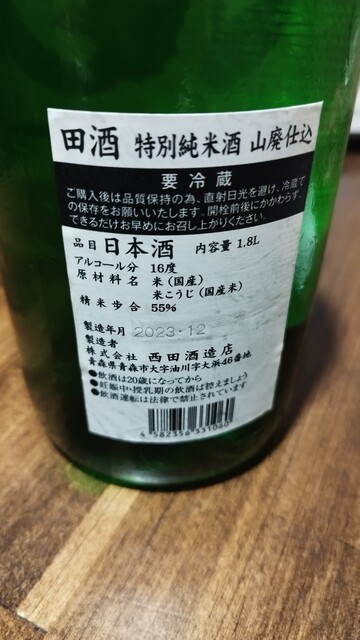 田酒 特別純米酒 山廃仕込
要冷蔵
ご購入後は品質保持の為、直射日光を避け、冷蔵で
の保存をお願いいたします。開栓前後にかかわらず、
できるだけお早めにお召し上がりください。
品目 日本酒 内容量 1.8L
アルコール分 16度
原材料名 米(国産)
米こうじ(国産米)
精米歩合 55%
製造年月 2023.12
製造者
株式会社 西田酒造店
青森県青森市大字油川字大浜46番地
●飲酒は20歳になってから
●妊娠中・授乳期の飲酒は控えましょう
●飲酒運転は法律で禁止されています
4 582356 331060